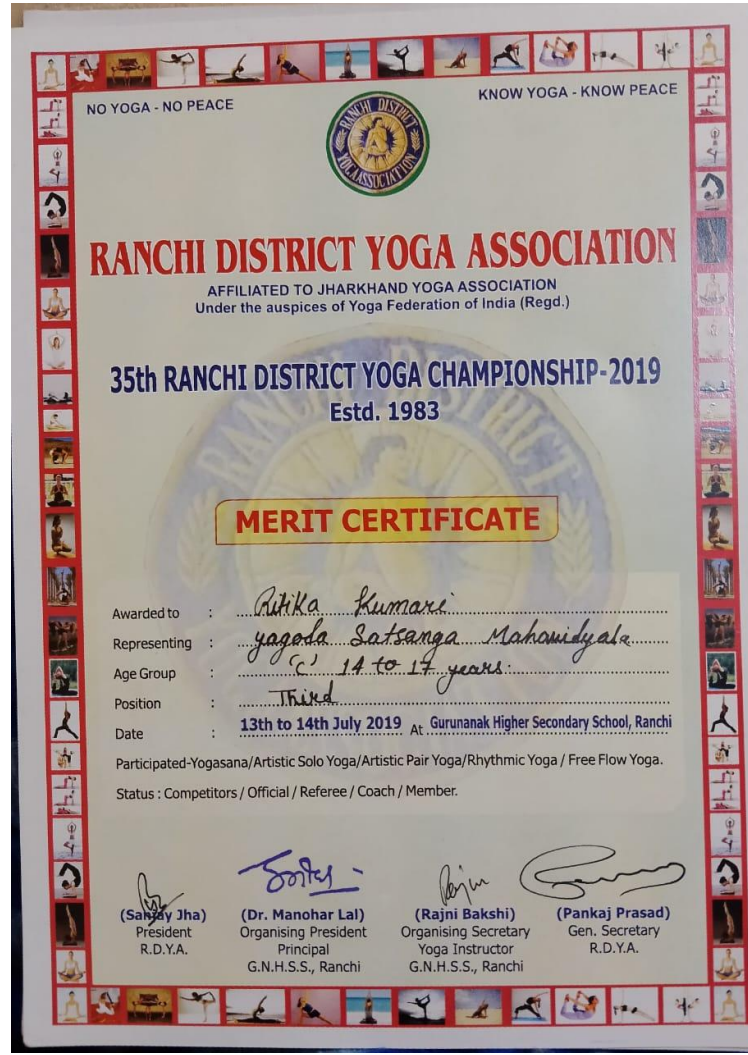 NO YOGA - NO PEACE
KNOW YOGA - KNOW PEACE
RANCHI DISTRICT
YOGA ASSOCIATION
RANCHI DISTRICT YOGA ASSOCIATION
AFFILIATED TO JHARKHAND YOGA ASSOCIATION
Under the auspices of Yoga Federation of India (Regd.)
35th RANCHI DISTRICT YOGA CHAMPIONSHIP-2019
Estd. 1983
MERIT CERTIFICATE
Awarded to : Ritika Kumari
Representing : yagoda Satsanga Mahavidyala
Age Group : 'C' 14 to 17 years.
Position : Third
Date : 13th to 14th July 2019 At Gurunanak Higher Secondary School, Ranchi
Participated-Yogasana/Artistic Solo Yoga/Artistic Pair Yoga/Rhythmic Yoga / Free Flow Yoga.
Status : Competitors / Official / Referee / Coach / Member.
(Sanjay Jha) (Dr. Manohar Lal) (Rajni Bakshi) (Pankaj Prasad)
President Organising President Organising Secretary Gen. Secretary
R.D.Y.A. Principal Yoga Instructor R.D.Y.A.
G.N.H.S.S., Ranchi G.N.H.S.S., Ranchi